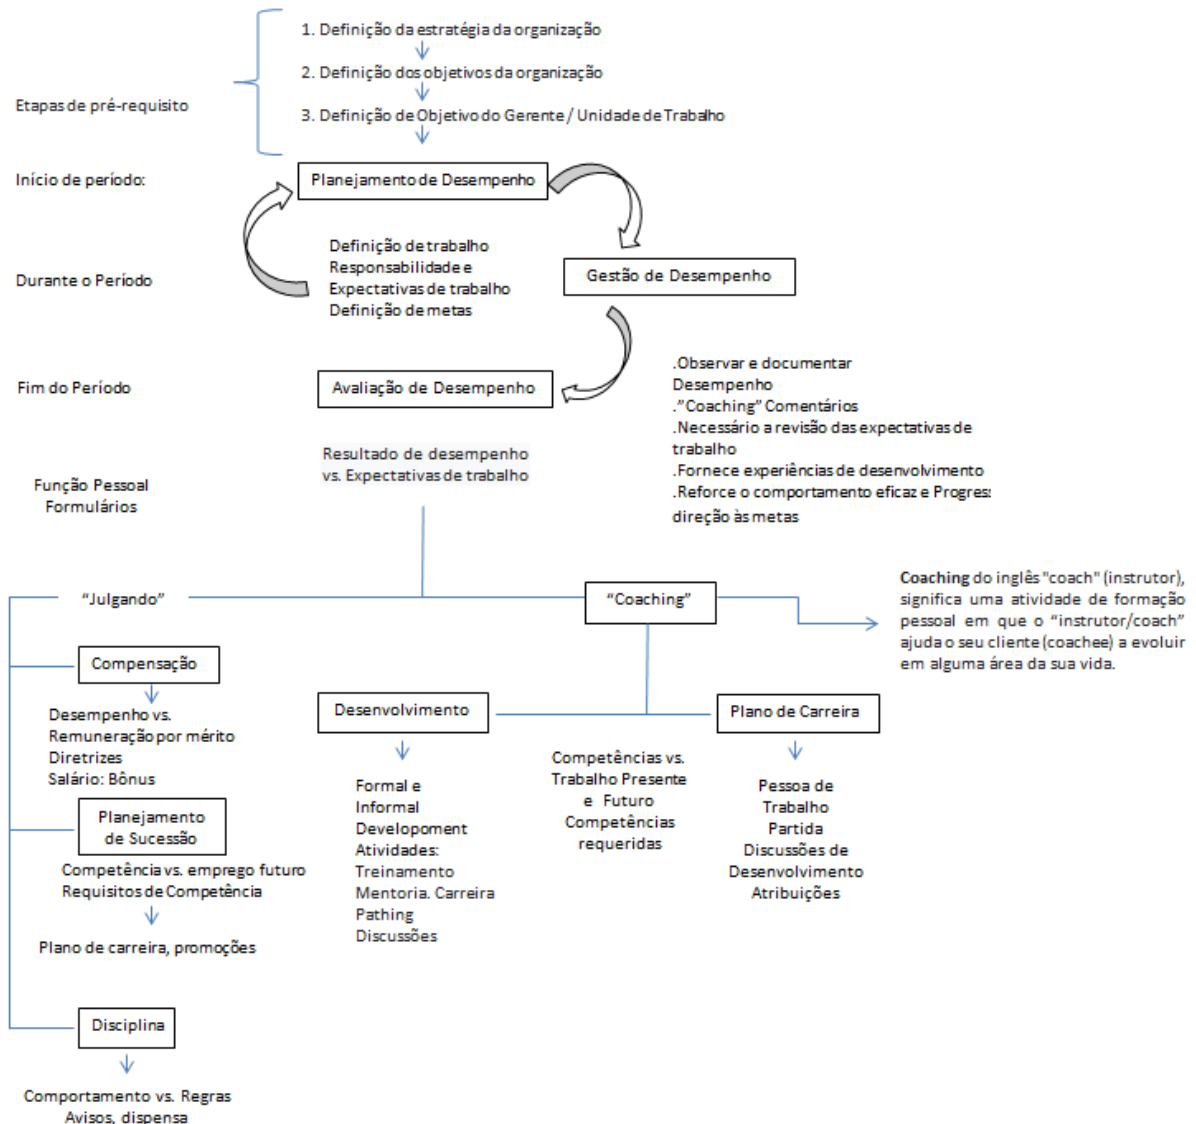 1. Definição da estratégia da organização
2. Definição dos objetivos da organização
Etapas de pré-requisito
3. Definição de Objetivo do Gerente / Unidade de Trabalho
Início de período:
Planejamento de Desempenho
Definição de trabalho
Responsabilidade e
Expectativas de trabalho
Definição de metas
Durante o Período
Gestão de Desempenho
Fim do Período
Avaliação de Desempenho
.Observar e documentar
Desempenho
."Coaching" Comentários
.Necessário a revisão das expectativas de
trabalho
.Fornece experiências de desenvolvimento
.Reforce o comportamento eficaz e Progres
direção às metas
Resultado de desempenho
vs. Expectativas de trabalho
Função Pessoal
Formulários
"Julgando"
"Coaching"
Coaching do inglês "coach" (instrutor),
significa uma atividade de formação
pessoal em que o "instrutor/coach"
ajuda o seu cliente (coachee) a evoluir
em alguma área da sua vida.
Compensação
Desempenho vs.
Remuneração por mérito
Diretrizes
Salário: Bônus
Planejamento
de Sucessão
Competência vs. emprego futuro
Requisitos de Competência
Plano de carreira, promoções
Disciplina
Comportamento vs. Regras
Avisos, dispensa
Desenvolvimento
Formal e
Informal
Developoment
Atividades:
Treinamento
Mentoria. Carreira
Pathing
Discussões
Competências vs.
Trabalho Presente
e Futuro
Competências
requeridas
Plano de Carreira
Pessoa de
Trabalho
Partida
Discussões de
Desenvolvimento
Atribuições